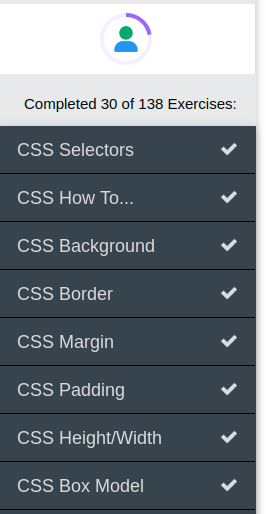 Completed 30 of 138 Exercises:
CSS Selectors
CSS How To...
CSS Background
CSS Border
CSS Margin
CSS Padding
CSS Height/Width
CSS Box Model